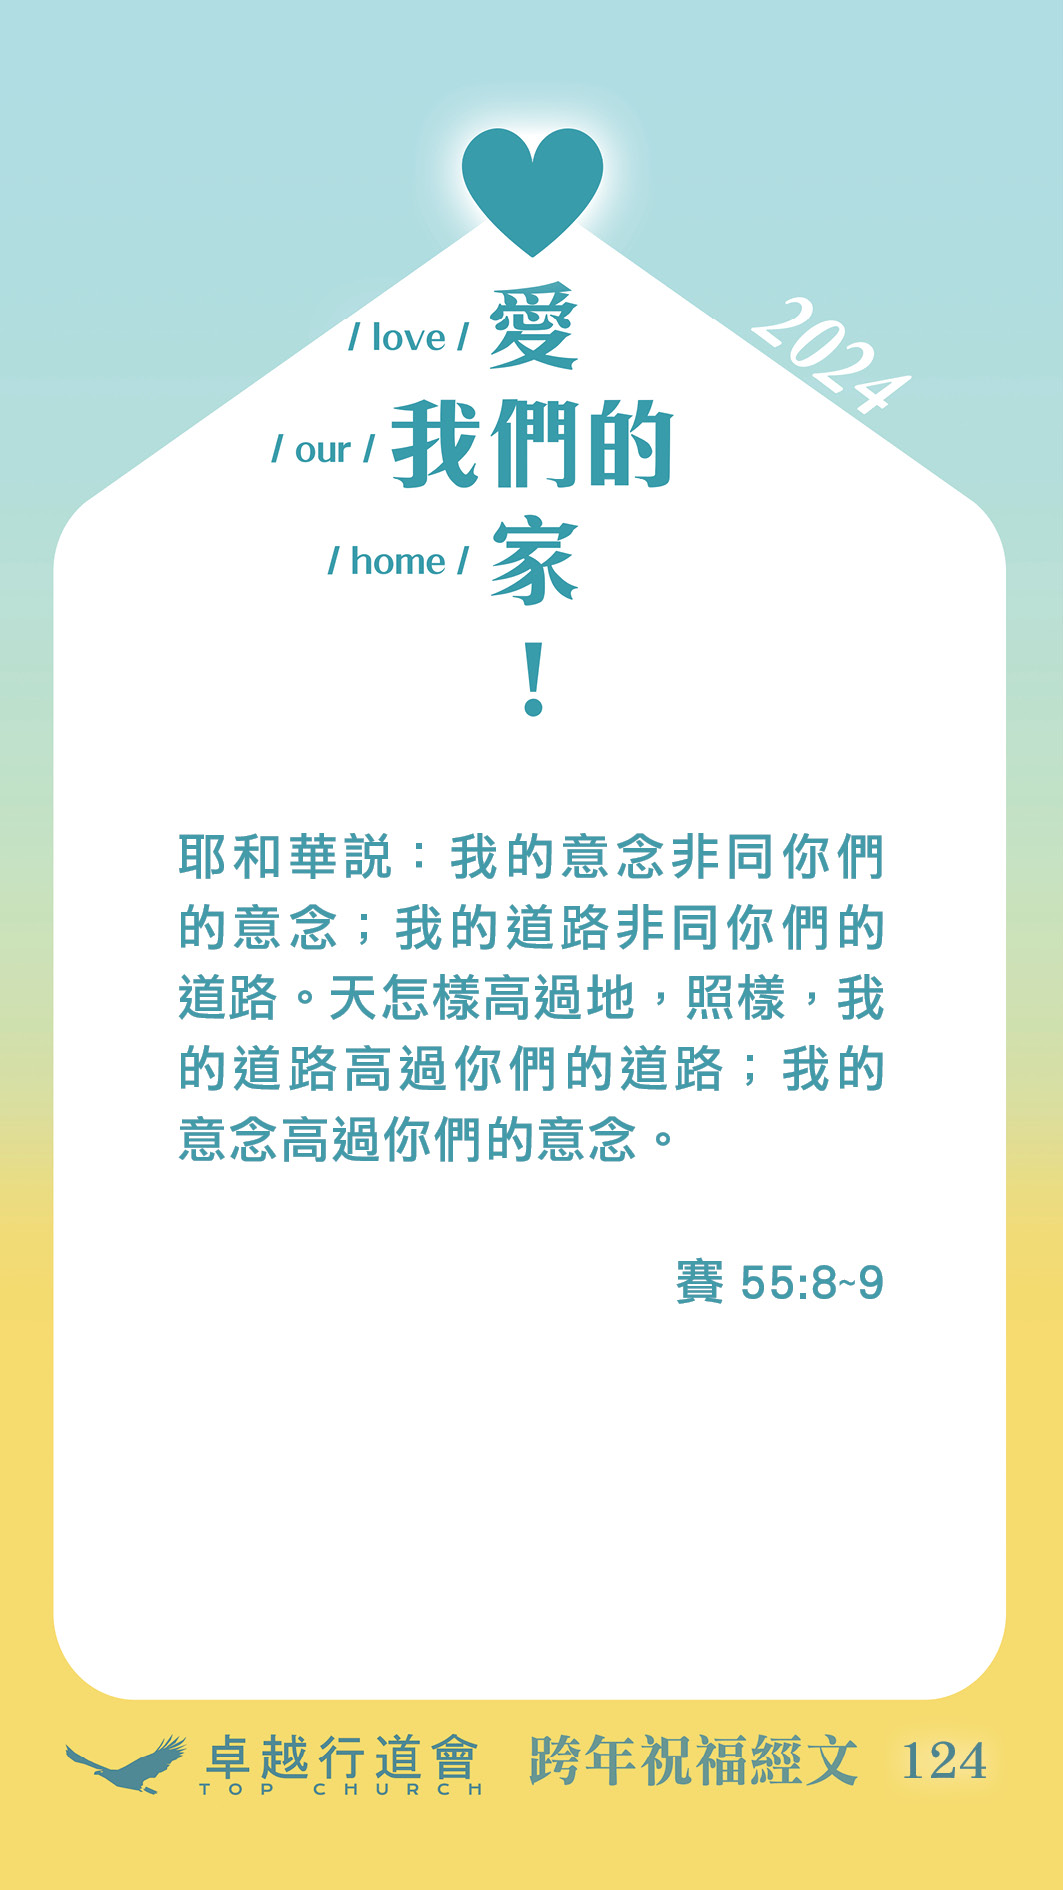 / love / 愛
2024
/ our / 我們的
/ home / 家
!
耶和華説：我的意念非同你們
的意念；我的道路非同你們的
道路。天怎樣高過地，照樣，我
的道路高過你們的道路；我的
意念高過你們的意念。
賽 55:8~9
卓越行道會
TOP CHURCH
跨年祝福經文 124